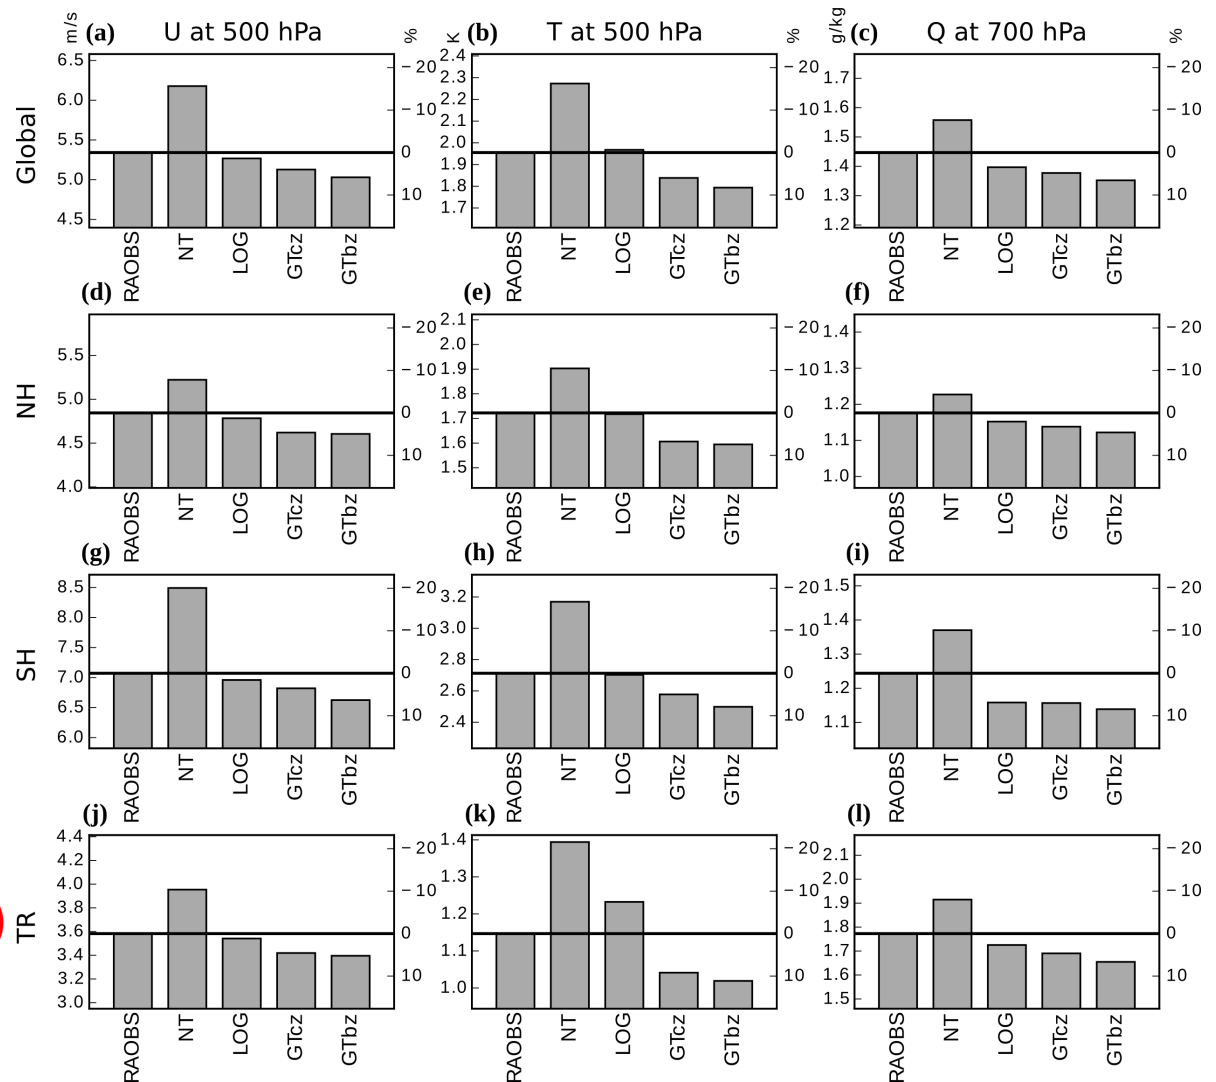 m/s (a) U at 500 hPa % K (b) T at 500 hPa % g/kg (c) Q at 700 hPa %
Global
6.5 6.0 5.5 5.0 4.5
−20 −10 0 10
RAOBS NT LOG GTcz GTbz
2.4 2.3 2.2 2.1 2.0 1.9 1.8 1.7
−20 −10 0 10
RAOBS NT LOG GTcz GTbz
1.7 1.6 1.5 1.4 1.3 1.2
−20 −10 0 10
RAOBS NT LOG GTcz GTbz
NH
(d)
5.5 5.0 4.5 4.0
−20 −10 0 10
RAOBS NT LOG GTcz GTbz
(e)
2.1 2.0 1.9 1.8 1.7 1.6 1.5
−20 −10 0 10
RAOBS NT LOG GTcz GTbz
(f)
1.4 1.3 1.2 1.1 1.0
−20 −10 0 10
RAOBS NT LOG GTcz GTbz
SH
(g)
8.5 8.0 7.5 7.0 6.5 6.0
−20 −10 0 10
RAOBS NT LOG GTcz GTbz
(h)
3.2 3.0 2.8 2.6 2.4
−20 −10 0 10
RAOBS NT LOG GTcz GTbz
(i)
1.5 1.4 1.3 1.2 1.1
−20 −10 0 10
RAOBS NT LOG GTcz GTbz
TR
(j)
4.4 4.2 4.0 3.8 3.6 3.4 3.2 3.0
−20 −10 0 10
RAOBS NT LOG GTcz GTbz
(k)
1.4 1.3 1.2 1.1 1.0
−20 −10 0 10
RAOBS NT LOG GTcz GTbz
(l)
2.1 2.0 1.9 1.8 1.7 1.6 1.5
−20 −10 0 10
RAOBS NT LOG GTcz GTbz